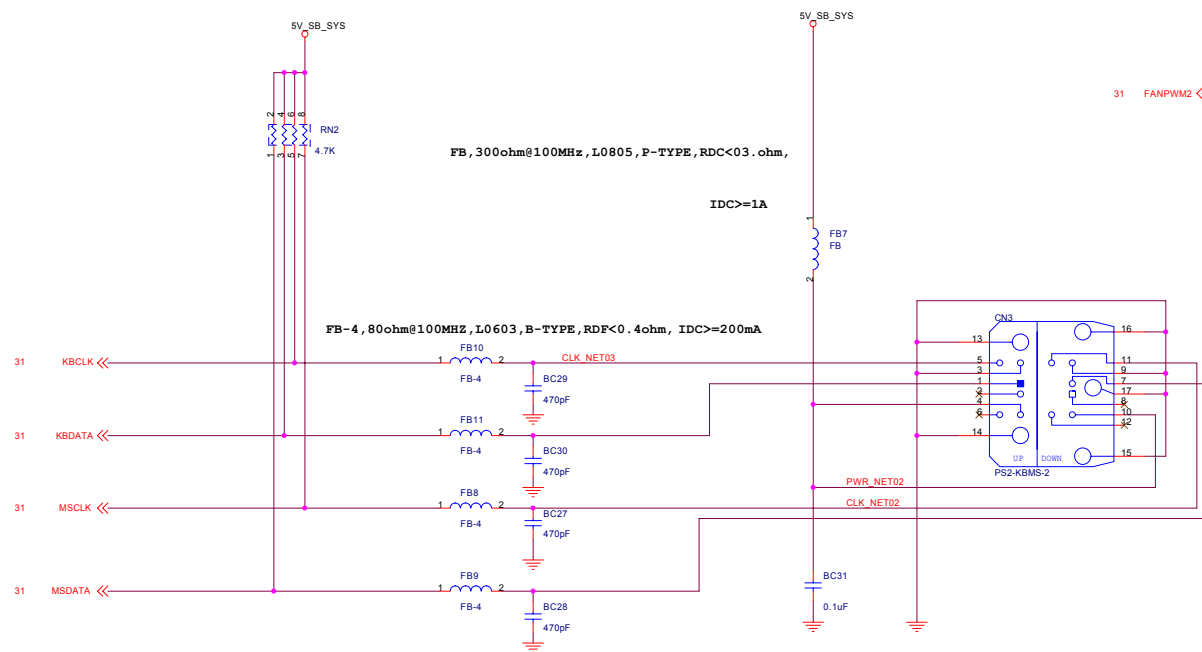 5V_SB_SYS
5V_SB_SYS
31 FANPWM2
2 4 6 8
RN2
4.7K
1 3 5 7
FB,300ohm@100MHz,L0805,P-TYPE,RDC<03.ohm,
IDC>=1A
1
FB7
FB
2
FB-4,80ohm@100MHZ,L0603,B-TYPE,RDF<0.4ohm, IDC>=200mA
CN3
13
5
3
1
2
4
6
14
16
11
9
7
17
8
10
12
15
UP DOWN
PS2-KBMS-2
31 KBCLK
1 FB10 2
FB-4
CLK_NET03
BC29
470pF
31 KBDATA
1 FB11 2
FB-4
BC30
470pF
PWR_NET02
31 MSCLK
1 FB8 2
FB-4
CLK_NET02
BC27
470pF
31 MSDATA
1 FB9 2
FB-4
BC28
470pF
BC31
0.1uF